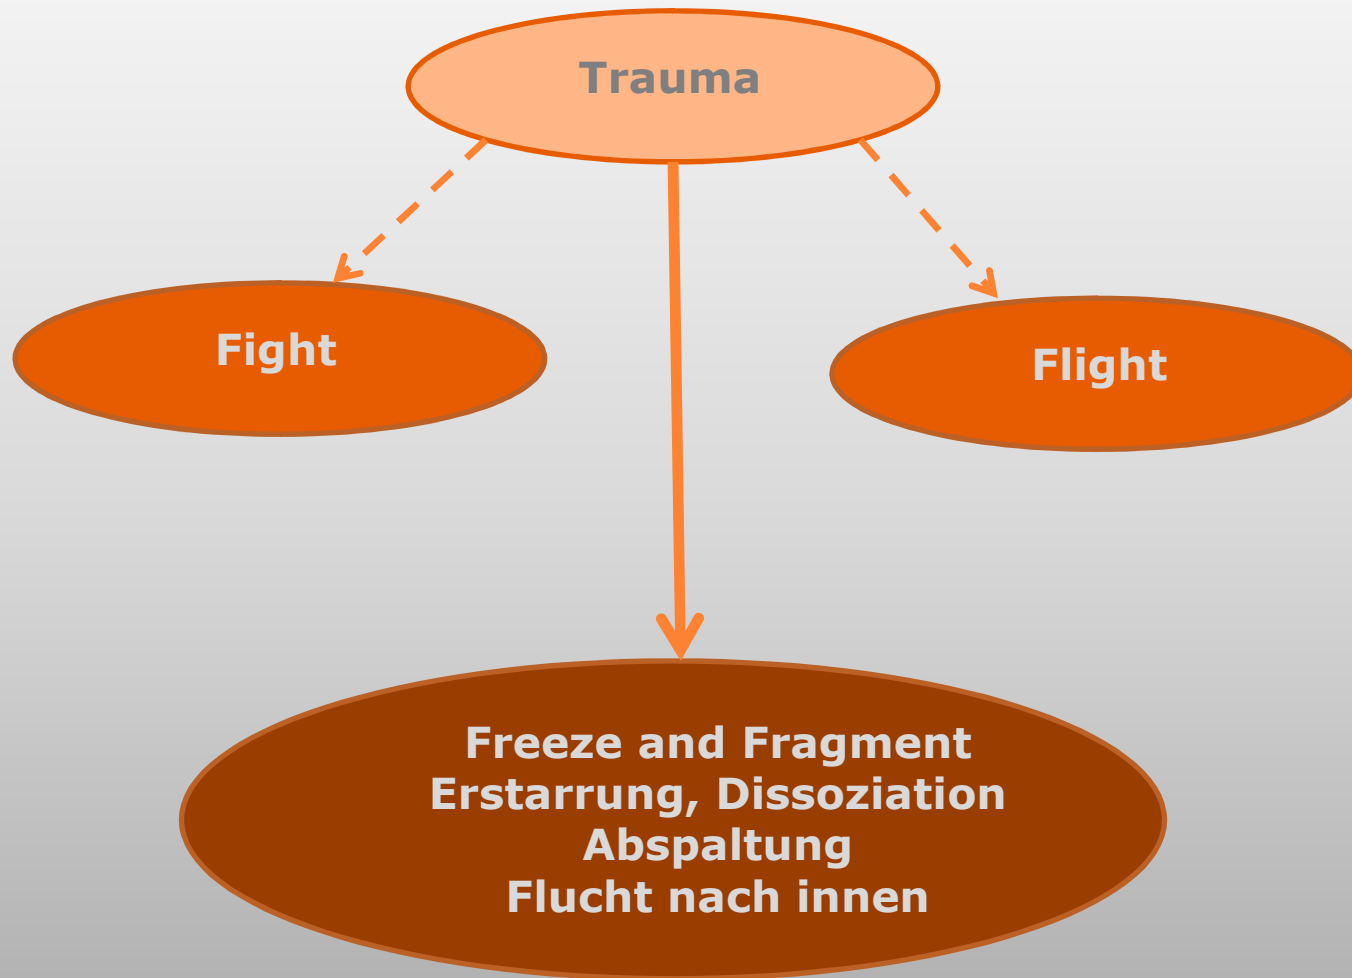 Trauma
Fight
Flight
Freeze and Fragment
Erstarrung, Dissoziation
Abspaltung
Flucht nach innen